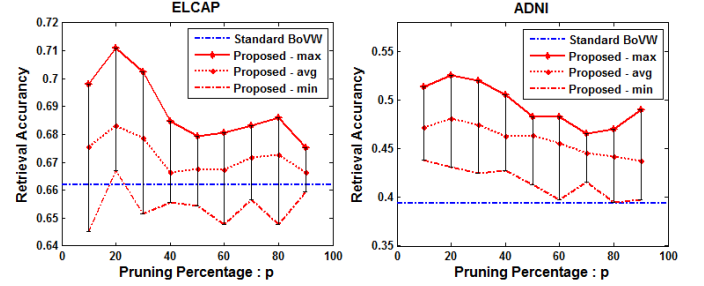 ELCAP
Retrieval Accurancy
0.72
0.71
0.7
0.69
0.68
0.67
0.66
0.65
0.64
0
20
40
60
80
100
Pruning Percentage : p
Standard BoVW
Proposed - max
Proposed - avg
Proposed - min
ADNI
Retrieval Accurancy
0.55
0.5
0.45
0.4
0.35
0
20
40
60
80
100
Pruning Percentage : p
Standard BoVW
Proposed - max
Proposed - avg
Proposed - min